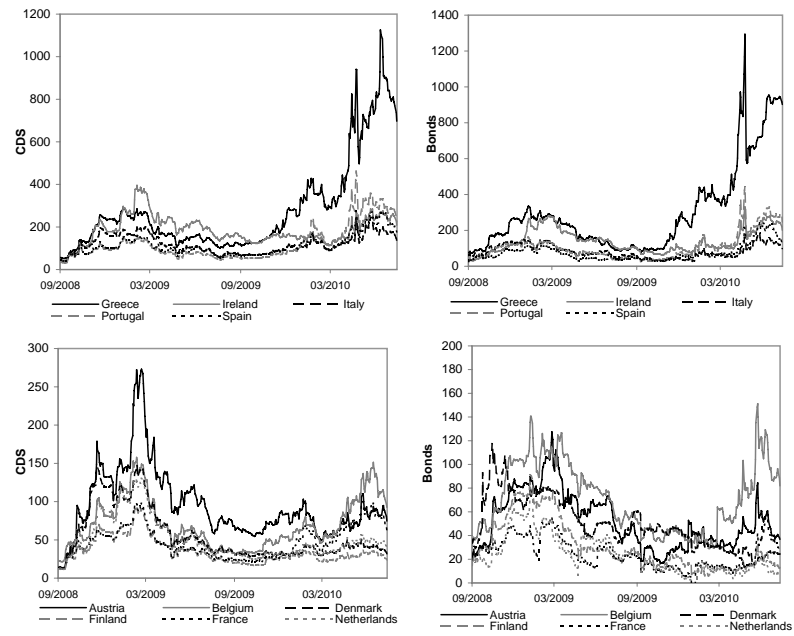 1200
1000
800
600
400
200
0
CDS
09/2008 03/2009 09/2009 03/2010
Greece Ireland Italy
Portugal Spain
1400
1200
1000
800
600
400
200
0
Bonds
09/2008 03/2009 09/2009 03/2010
Greece Ireland Italy
Portugal Spain
300
250
200
150
100
50
0
CDS
09/2008 03/2009 09/2009 03/2010
Austria Belgium Denmark
Finland France Netherlands
200
180
160
140
120
100
80
60
40
20
0
Bonds
09/2008 03/2009 09/2009 03/2010
Austria Belgium Denmark
Finland France Netherlands